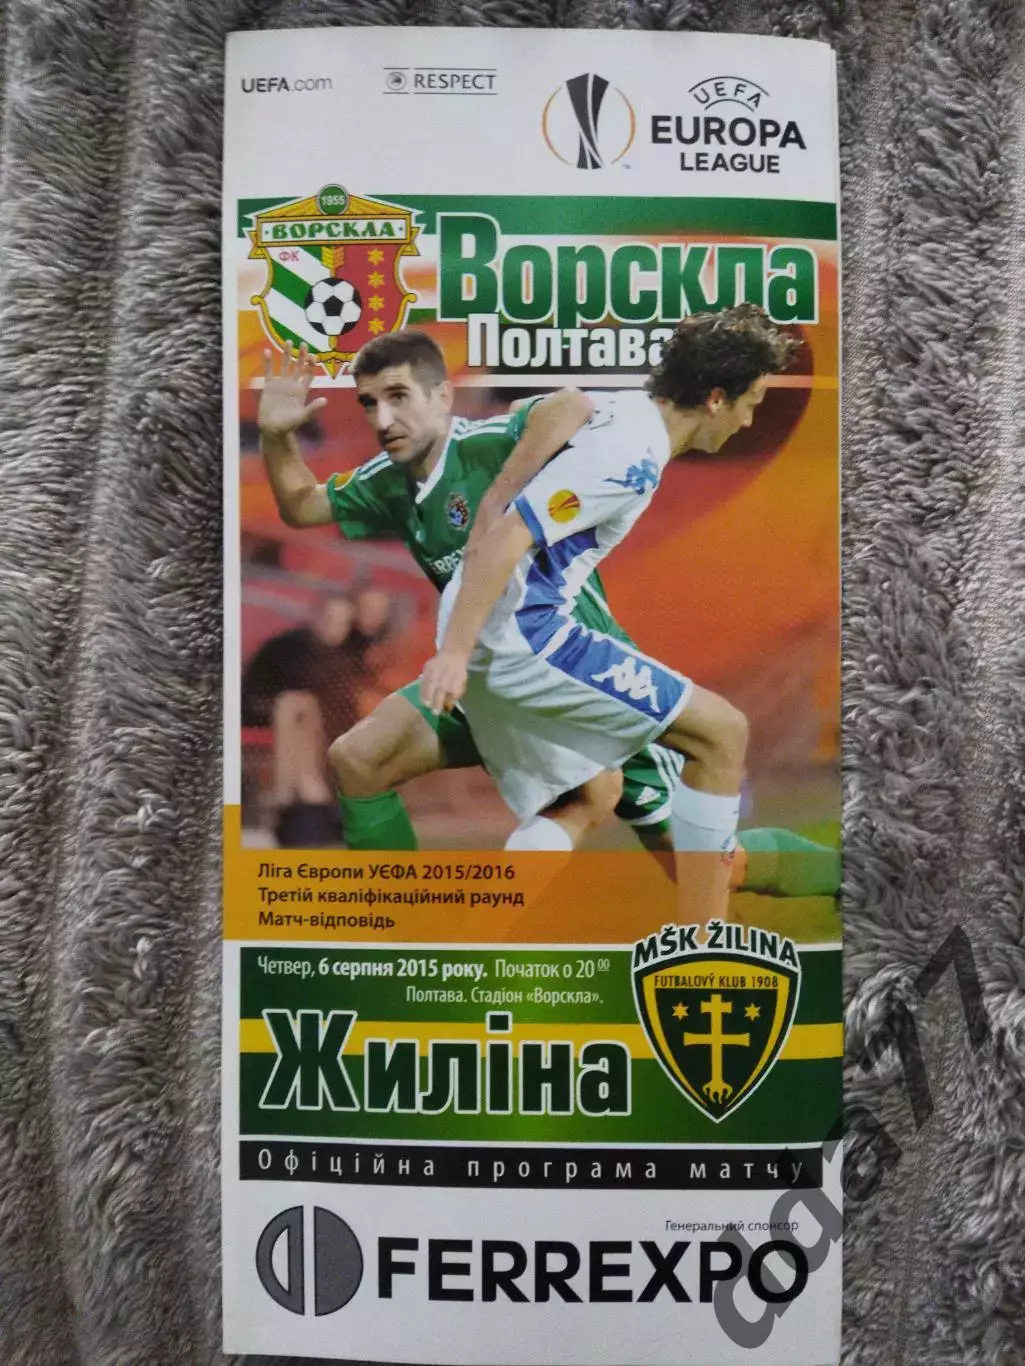 UEFA.com
RESPECT
UEFA
EUROPA
LEAGUE
1955
ВОРСКЛА
ФК
Ворскла
Полтава
Ліга Європи УЄФА 2015/2016
Третій кваліфікаційний раунд
Матч-відповідь
Четвер, 6 серпня 2015 року. Початок о 20 00
Полтава. Стадіон «Ворскла».
MŠK ŽILINA
FUTBALOVÝ KLUB 1908
Жиліна
Офіційна програма матчу
Генеральний спонсор
FERREXPO
dda77